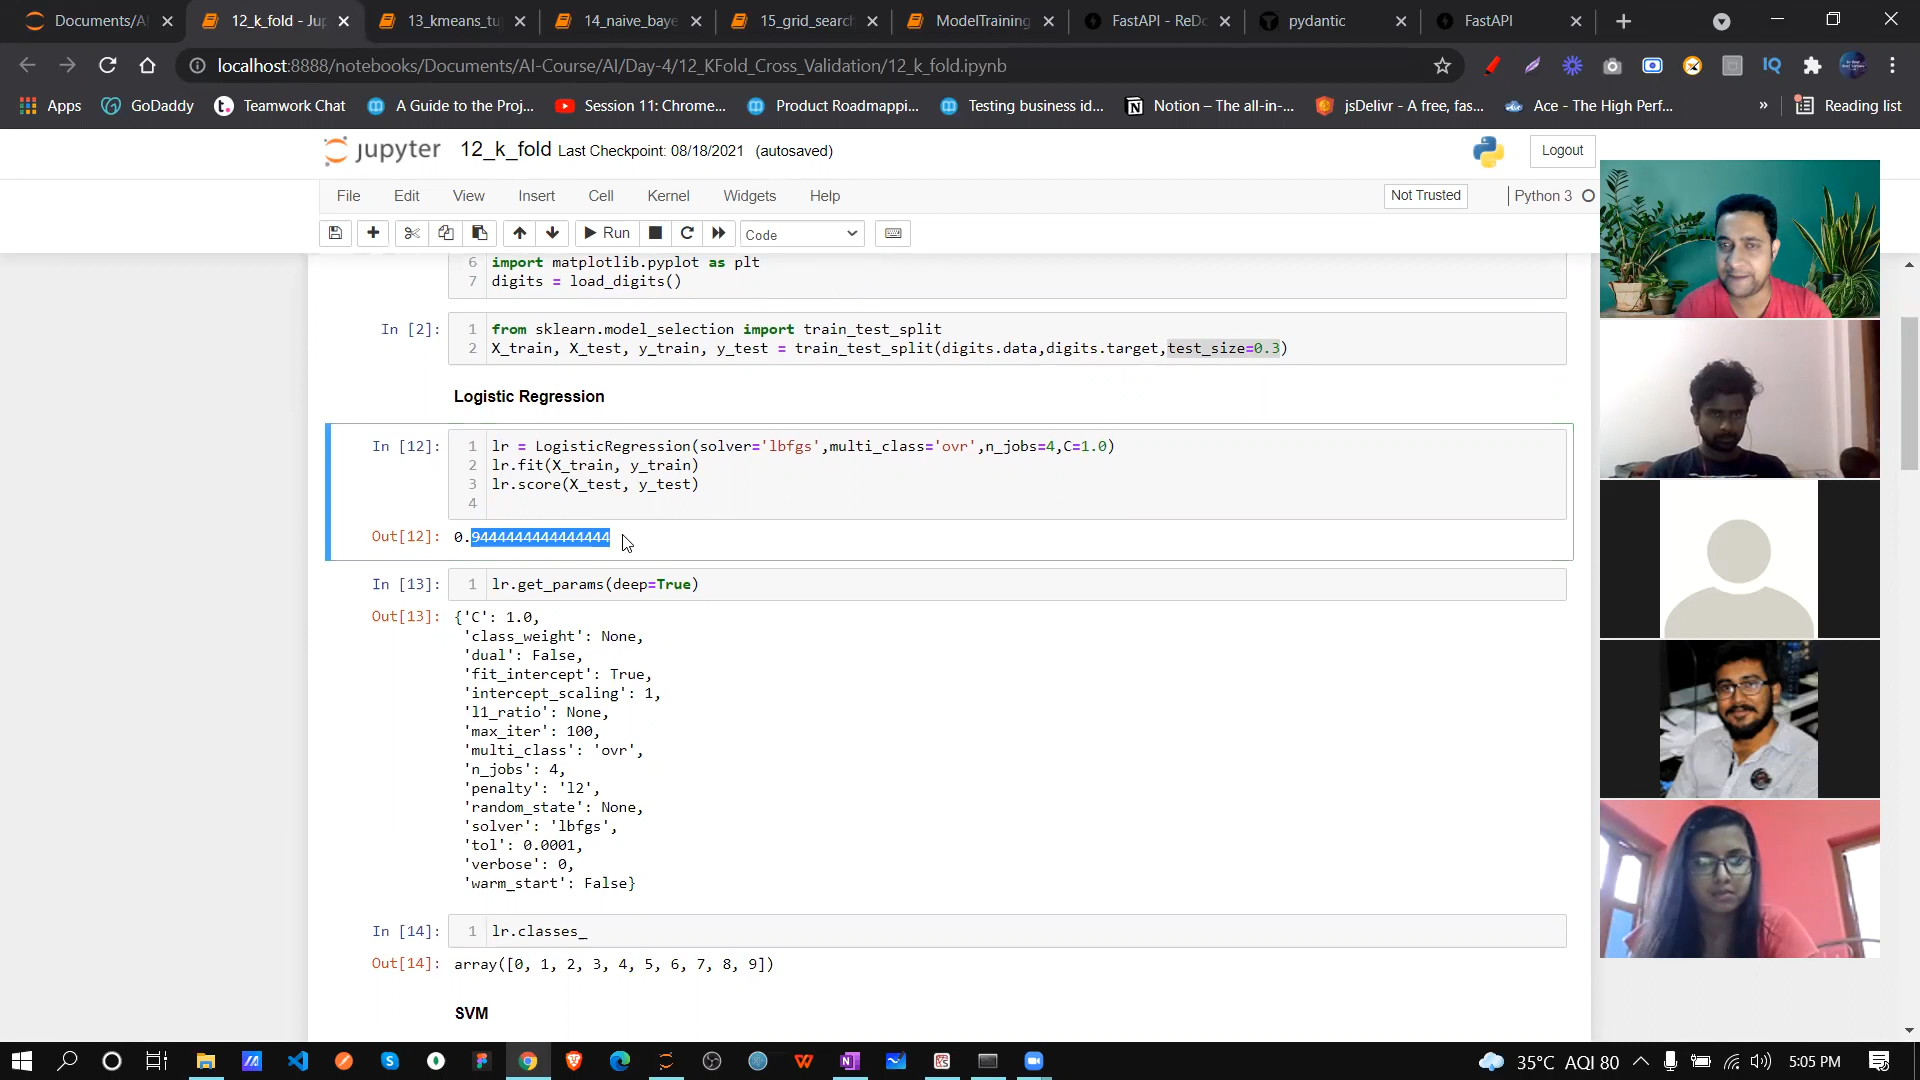 Documents/AI
12_k_fold - Jup
13_kmeans_tu
14_naive_baye
15_grid_search
ModelTraining
FastAPI - ReDo
pydantic
FastAPI
localhost:8888/notebooks/Documents/AI-Course/AI/Day-4/12_KFold_Cross_Validation/12_k_fold.ipynb
IQ
Apps
GoDaddy
Teamwork Chat
A Guide to the Proj...
Session 11: Chrome...
Product Roadmappi...
Testing business id...
Notion – The all-in-...
jsDelivr - A free, fas...
Ace - The High Perf...
»
Reading list
jupyter 12_k_fold Last Checkpoint: 08/18/2021 (autosaved)
Logout
File Edit View Insert Cell Kernel Widgets Help
Not Trusted
Python 3
Run
Code
6 import matplotlib.pyplot as plt
7 digits = load_digits()
In [2]: 1 from sklearn.model_selection import train_test_split
2 X_train, X_test, y_train, y_test = train_test_split(digits.data,digits.target,test_size=0.3)
Logistic Regression
In [12]: 1 lr = LogisticRegression(solver='lbfgs',multi_class='ovr',n_jobs=4,C=1.0)
2 lr.fit(X_train, y_train)
3 lr.score(X_test, y_test)
4
Out[12]: 0.9444444444444444
In [13]: 1 lr.get_params(deep=True)
Out[13]: {'C': 1.0,
'class_weight': None,
'dual': False,
'fit_intercept': True,
'intercept_scaling': 1,
'l1_ratio': None,
'max_iter': 100,
'multi_class': 'ovr',
'n_jobs': 4,
'penalty': 'l2',
'random_state': None,
'solver': 'lbfgs',
'tol': 0.0001,
'verbose': 0,
'warm_start': False}
In [14]: 1 lr.classes_
Out[14]: array([0, 1, 2, 3, 4, 5, 6, 7, 8, 9])
SVM
35°C AQI 80
5:05 PM